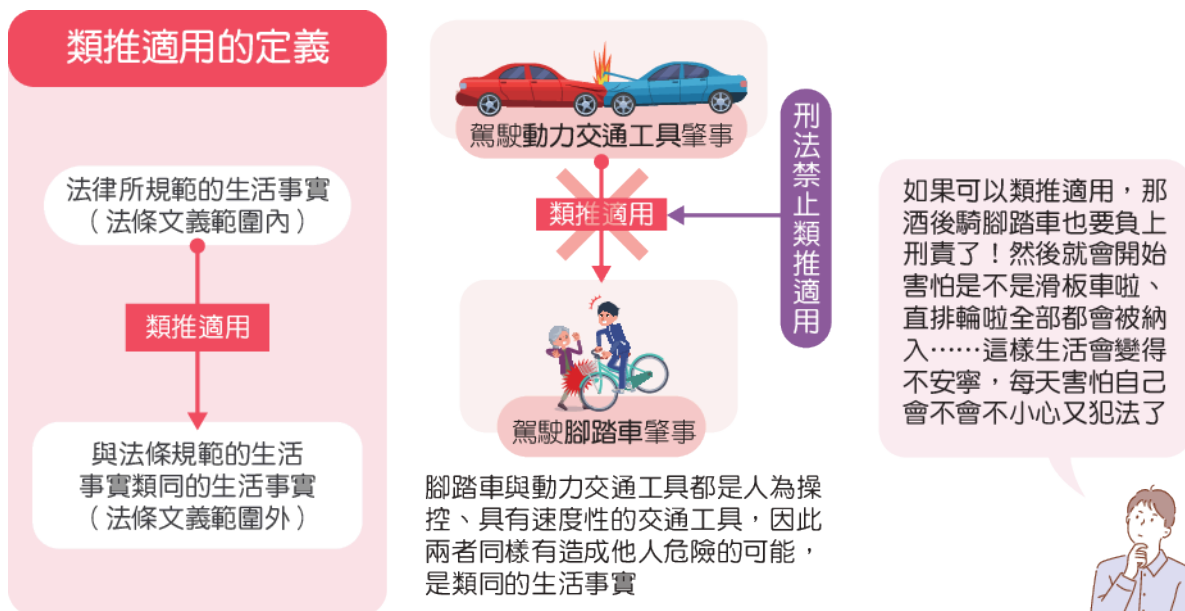 類推適用的定義
法律所規範的生活事實
（法條文義範圍內）
類推適用
與法條規範的生活
事實類同的生活事實
（法條文義範圍外）
駕駛動力交通工具肇事
類推適用
刑法禁止類推適用
駕駛腳踏車肇事
腳踏車與動力交通工具都是人為操
控、具有速度性的交通工具，因此
兩者同樣有造成他人危險的可能，
是類同的生活事實
如果可以類推適用，那
酒後騎腳踏車也要負上
刑責了！然後就會開始
害怕是不是滑板車啦、
直排輪啦全部都會被納
入……這樣生活會變得
不安寧，每天害怕自己
會不會不小心又犯法了